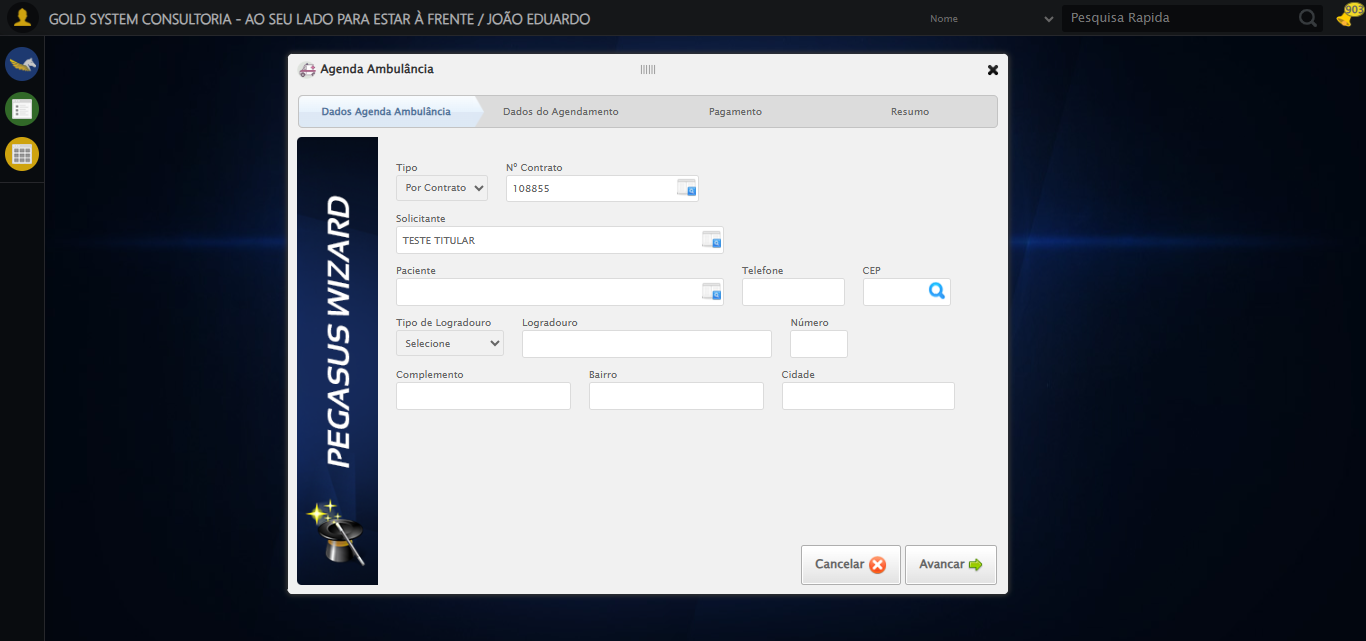 GOLD SYSTEM CONSULTORIA - AO SEU LADO PARA ESTAR À FRENTE / JOÃO EDUARDO
Nome
Pesquisa Rapida
903
Agenda Ambulância
Dados Agenda Ambulância
Dados do Agendamento
Pagamento
Resumo
PEGASUS WIZARD
Tipo
Nº Contrato
Por Contrato
108855
Solicitante
TESTE TITULAR
Paciente
Telefone
CEP
Tipo de Logradouro
Logradouro
Número
Selecione
Complemento
Bairro
Cidade
Cancelar
Avancar